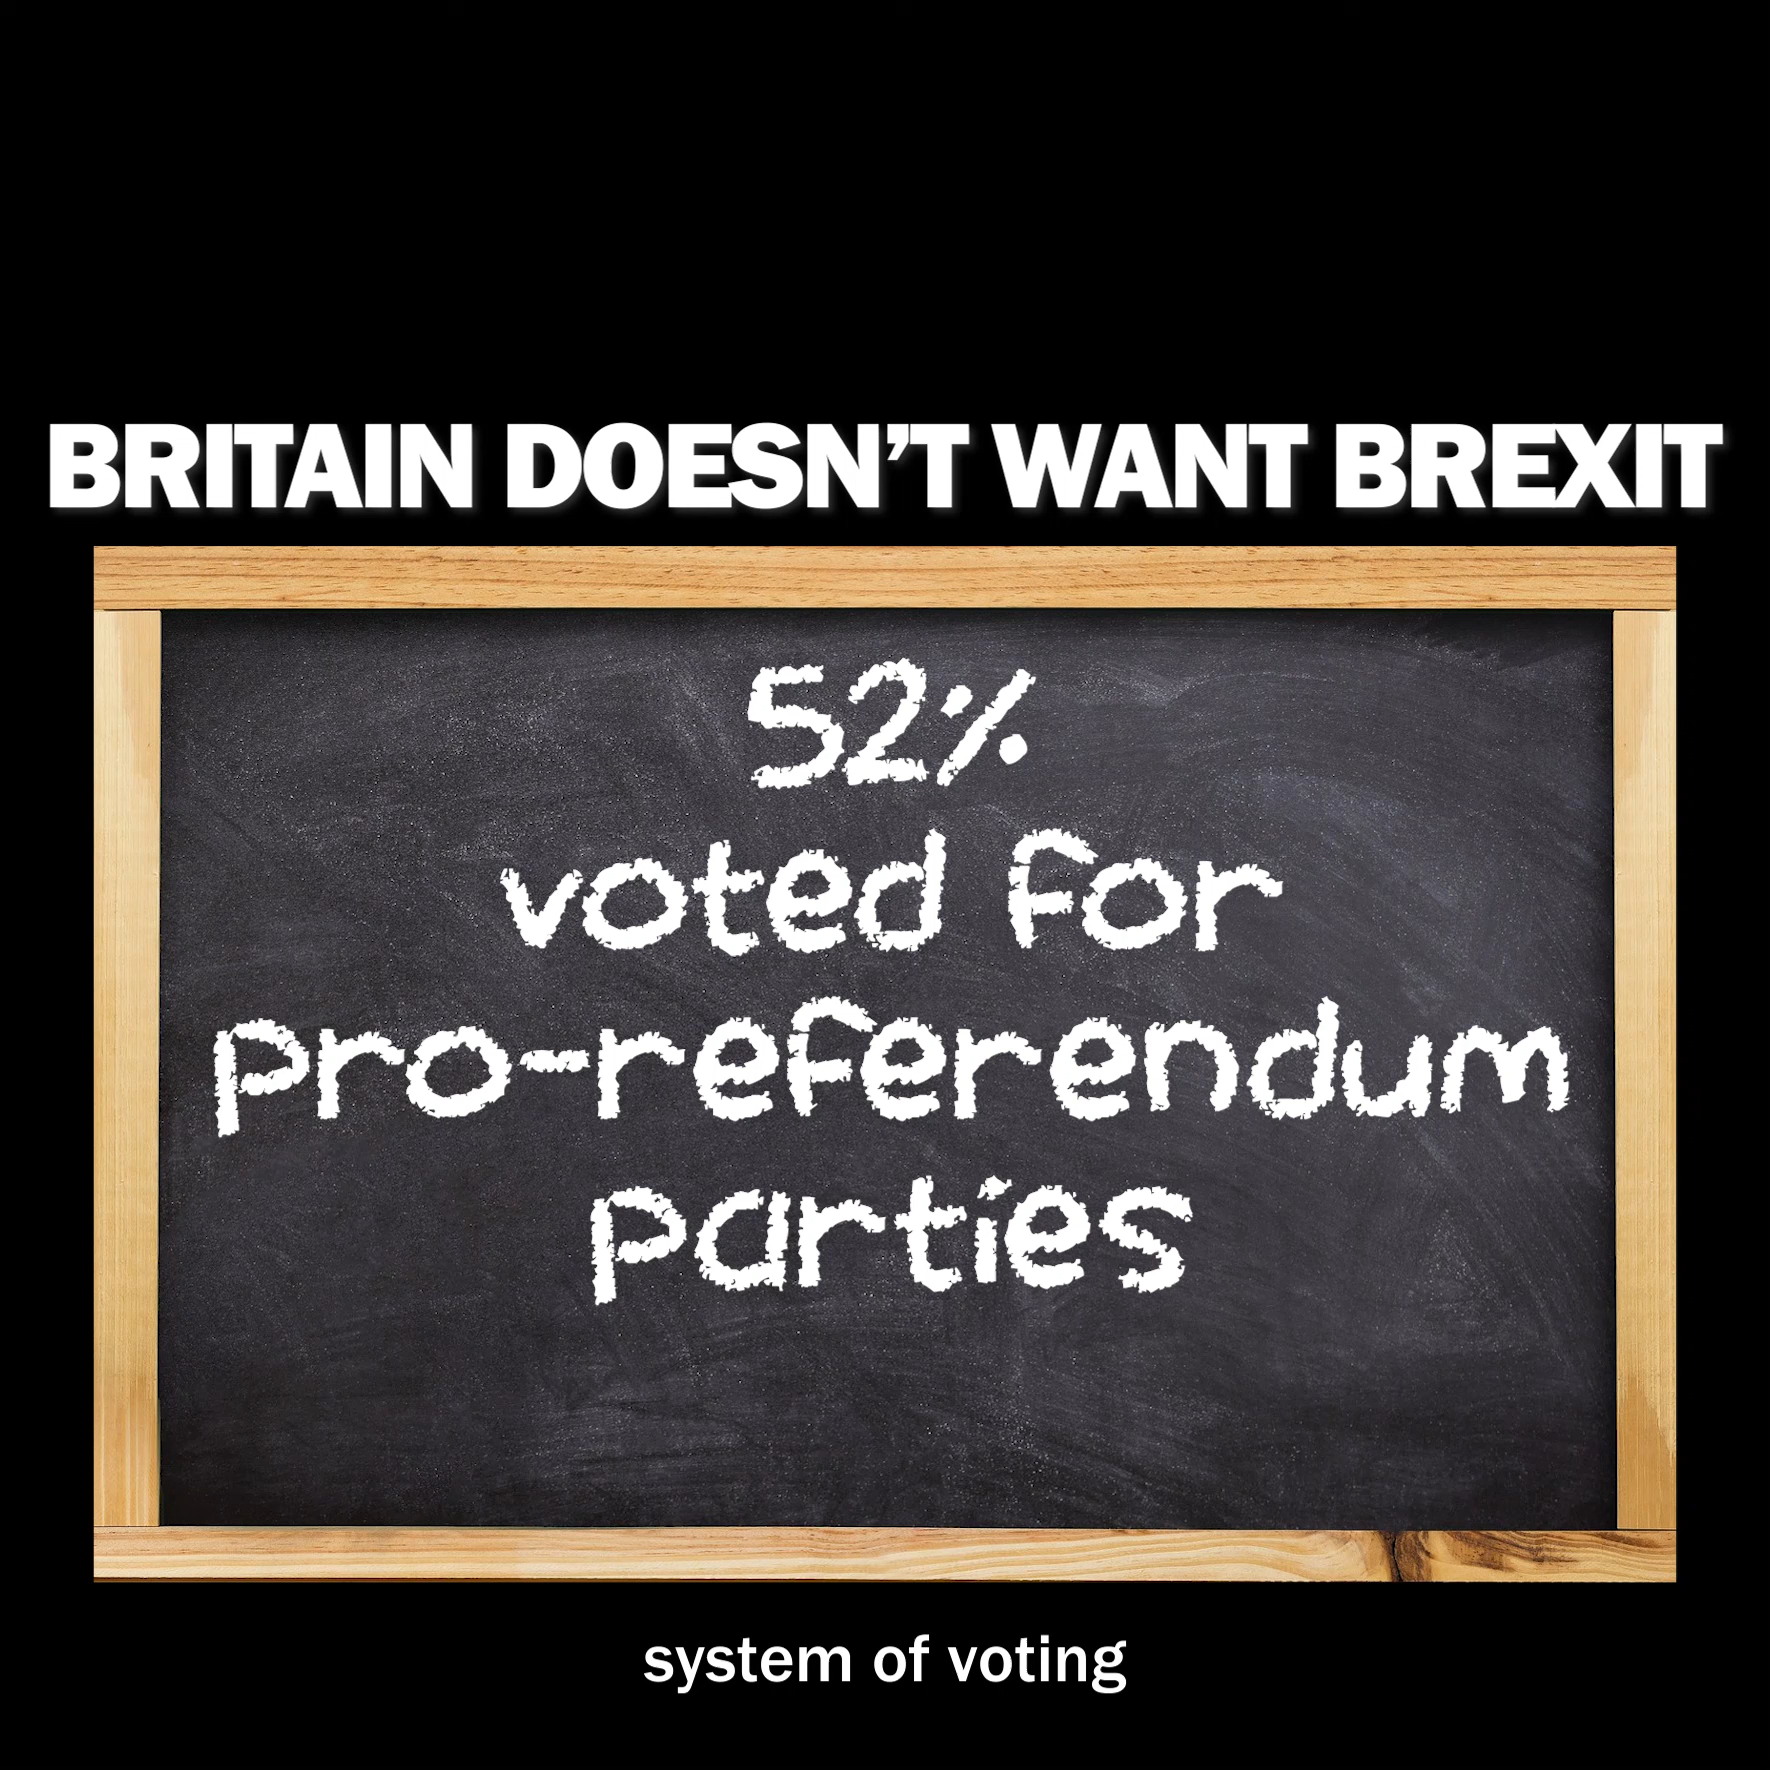 BRITAIN DOESN’T WANT BREXIT
52%
voted for
pro-referendum
parties
system of voting